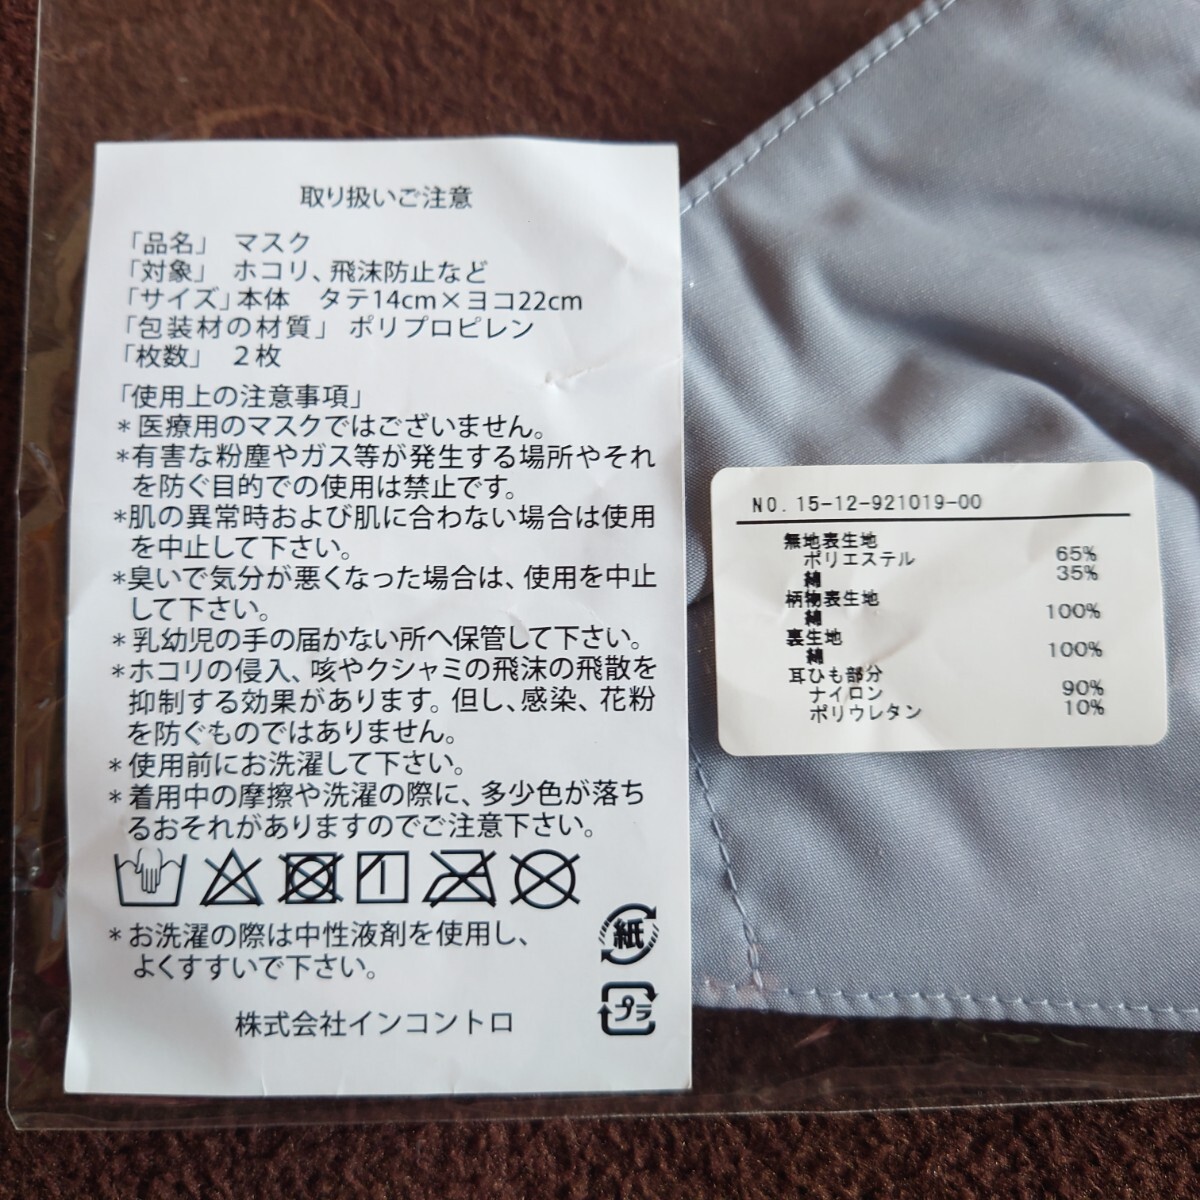 取り扱いご注意
「品名」 マスク
「対象」 ホコリ、飛沫防止など
「サイズ」本体 タテ14cm×ヨコ22cm
「包装材の材質」 ポリプロピレン
「枚数」 2枚
「使用上の注意事項」
*医療用のマスクではございません。
*有害な粉塵やガス等が発生する場所やそれ
を防ぐ目的での使用は禁止です。
*肌の異常時および肌に合わない場合は使用
を中止して下さい。
*臭いで気分が悪くなった場合は、使用を中止
して下さい。
*乳幼児の手の届かない所へ保管して下さい。
*ホコリの侵入、咳やクシャミの飛沫の飛散を
抑制する効果があります。但し、感染、花粉
を防ぐものではありません。
*使用前にお洗濯して下さい。
*着用中の摩擦や洗濯の際に、多少色が落ち
るおそれがありますのでご注意下さい。
*お洗濯の際は中性液剤を使用し、
よくすすいで下さい。
紙
プラ
株式会社インコントロ
NO. 15-12-921019-00
無地表生地
ポリエステル 65%
綿 35%
柄物表生地
綿 100%
裏生地
綿 100%
耳ひも部分
ナイロン 90%
ポリウレタン 10%